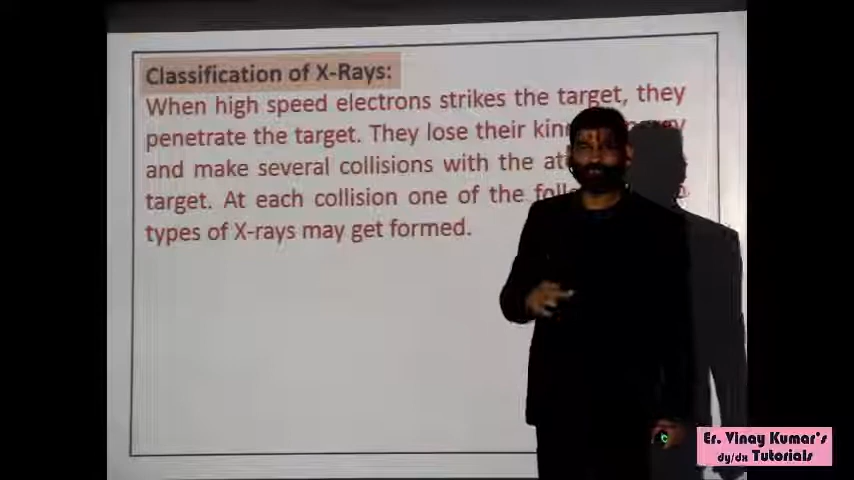 Classification of X-Rays:
When high speed electrons strikes the target, they
penetrate the target. They lose their
and make several collisions with the
target. At each collision one of the
types of X-rays may get formed.
Er. Vinay Kumar's
dy/dx Tutorials